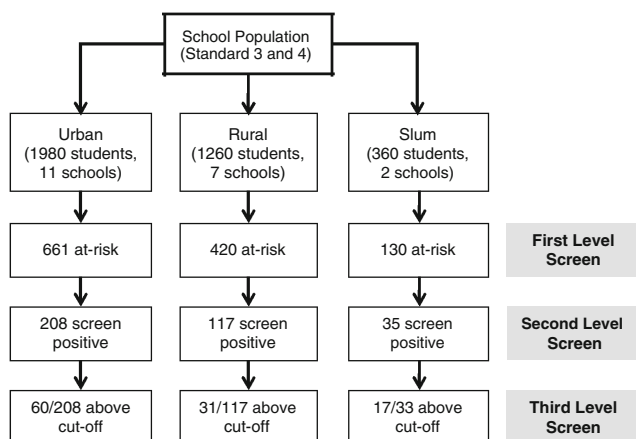 School Population
(Standard 3 and 4)
Urban
(1980 students,
11 schools)
Rural
(1260 students,
7 schools)
Slum
(360 students,
2 schools)
661 at-risk
420 at-risk
130 at-risk
First Level
Screen
208 screen
positive
117 screen
positive
35 screen
positive
Second Level
Screen
60/208 above
cut-off
31/117 above
cut-off
17/33 above
cut-off
Third Level
Screen